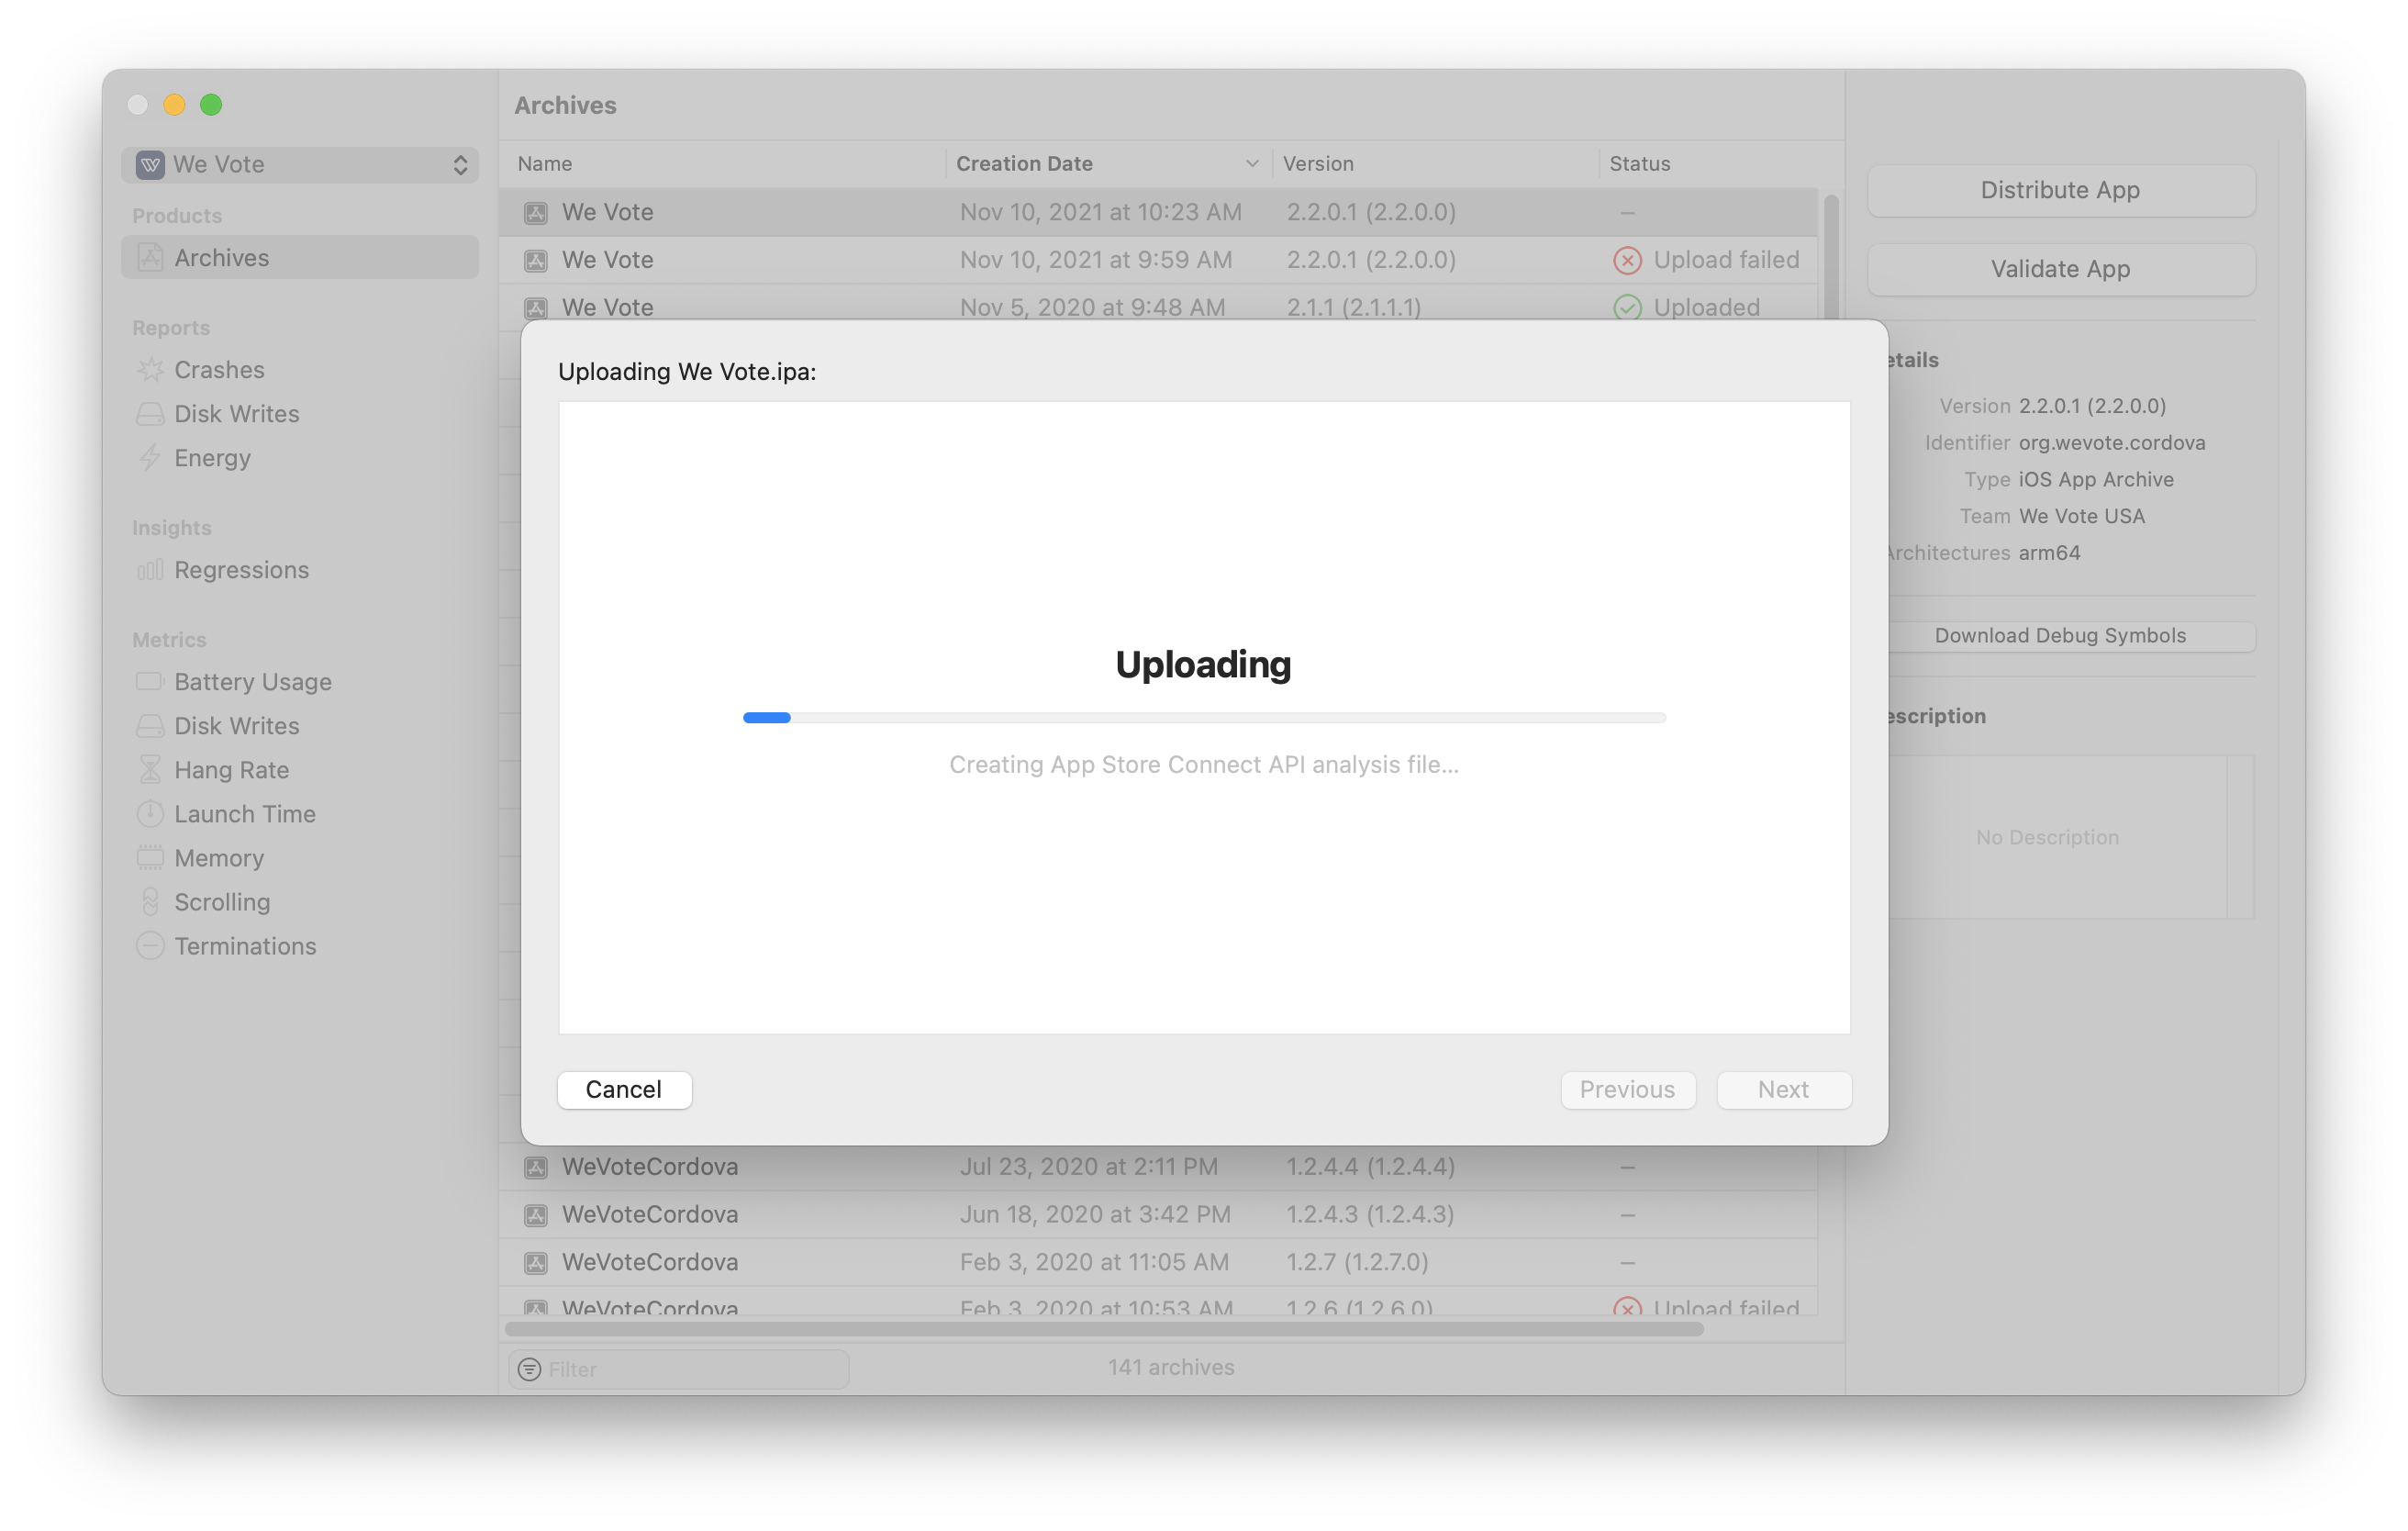 We Vote
Products
Archives
Reports
Crashes
Disk Writes
Energy
Insights
Regressions
Metrics
Battery Usage
Disk Writes
Hang Rate
Launch Time
Memory
Scrolling
Terminations
Archives
Name Creation Date Version Status
We Vote Nov 10, 2021 at 10:23 AM 2.2.0.1 (2.2.0.0) –
We Vote Nov 10, 2021 at 9:59 AM 2.2.0.1 (2.2.0.0) Upload failed
We Vote Nov 5, 2020 at 9:48 AM 2.1.1 (2.1.1.1) Uploaded
Uploading We Vote.ipa:
Uploading
Creating App Store Connect API analysis file...
Cancel Previous Next
WeVoteCordova Jul 23, 2020 at 2:11 PM 1.2.4.4 (1.2.4.4) –
WeVoteCordova Jun 18, 2020 at 3:42 PM 1.2.4.3 (1.2.4.3) –
WeVoteCordova Feb 3, 2020 at 11:05 AM 1.2.7 (1.2.7.0) –
WeVoteCordova Feb 3, 2020 at 10:53 AM 1.2.6 (1.2.6.0) Upload failed
Filter 141 archives
Distribute App
Validate App
etails
Version 2.2.0.1 (2.2.0.0)
Identifier org.wevote.cordova
Type iOS App Archive
Team We Vote USA
Architectures arm64
Download Debug Symbols
escription
No Description